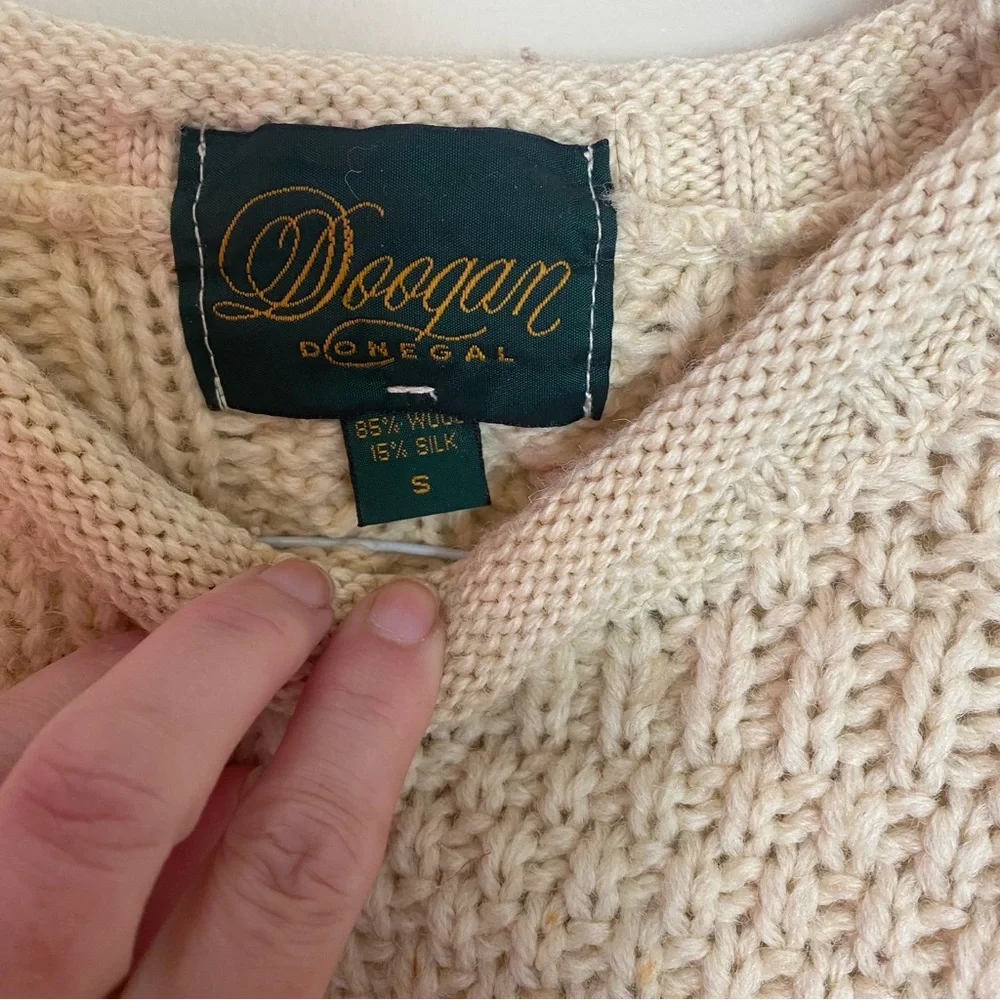 Doogan
DONEGAL
85% WOOL
15% SILK
S